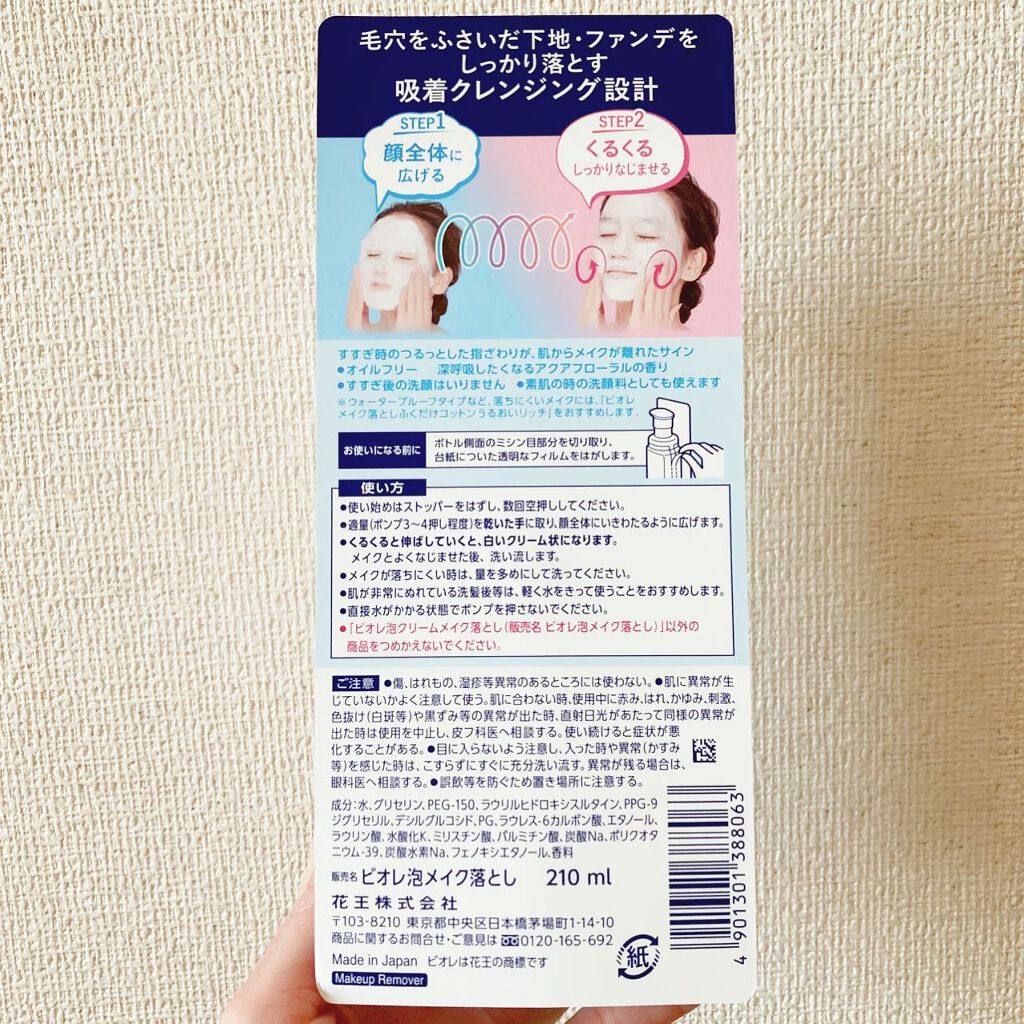 毛穴をふさいだ下地・ファンデを
しっかり落とす
吸着クレンジング設計
STEP1
顔全体に
広げる
STEP2
くるくる
しっかりなじませる
すすぎ時のつるっとした指ざわりが、肌からメイクが離れたサイン
●オイルフリー 深呼吸したくなるアクアフローラルの香り
●すすぎ後の洗顔はいりません ●素肌の時の洗顔料としても使えます
※ウォータープルーフタイプなど、落ちにくいメイクには、「ビオレ
メイク落としふくだけコットンうるおいリッチ」をおすすめします。
お使いになる前に
ボトル側面のミシン目部分を切り取り、
台紙についた透明なフィルムをはがします。
使い方
●使い始めはストッパーをはずし、数回空押ししてください。
●適量(ポンプ3〜4押し程度)を乾いた手に取り、顔全体にいきわたるように広げます。
●くるくると伸ばしていくと、白いクリーム状になります。
メイクとよくなじませた後、洗い流します。
●メイクが落ちにくい時は、量を多めにして洗ってください。
●肌が非常にぬれている洗髪後等は、軽く水をきって使うことをおすすめします。
●直接水がかかる状態でポンプを押さないでください。
●「ビオレ泡クリームメイク落とし(販売名 ビオレ泡メイク落とし)」以外の
商品をつめかえないでください。
ご注意 ●傷、はれもの、湿疹等異常のあるところには使わない。●肌に異常が生
じていないかよく注意して使う。肌に合わない時、使用中に赤み、はれ、かゆみ、刺激、
色抜け(白斑等)や黒ずみ等の異常が出た時、直射日光があたって同様の異常が
出た時は使用を中止し、皮フ科医へ相談する。使い続けると症状が悪
化することがある。●目に入らないよう注意し、入った時や異常(かすみ
等)を感じた時は、こすらずにすぐに充分洗い流す。異常が残る場合は、
眼科医へ相談する。●誤飲等を防ぐため置き場所に注意する。
成分:水、グリセリン、PEG-150、ラウリルヒドロキシスルタイン、PPG-9
ジグリセリル、デシルグルコシド、PG、ラウレス-6カルボン酸、エタノール、
ラウリン酸、水酸化K、ミリスチン酸、パルミチン酸、炭酸Na、ポリクオタ
ニウム-39、炭酸水素Na、フェノキシエタノール、香料
販売名 ビオレ泡メイク落とし 210 ml
花王株式会社
〒103-8210 東京都中央区日本橋茅場町1-14-10
商品に関するお問合せ・ご意見は 0120-165-692
Made in Japan ビオレは花王の商標です
Makeup Remover
紙
4 901301 388063